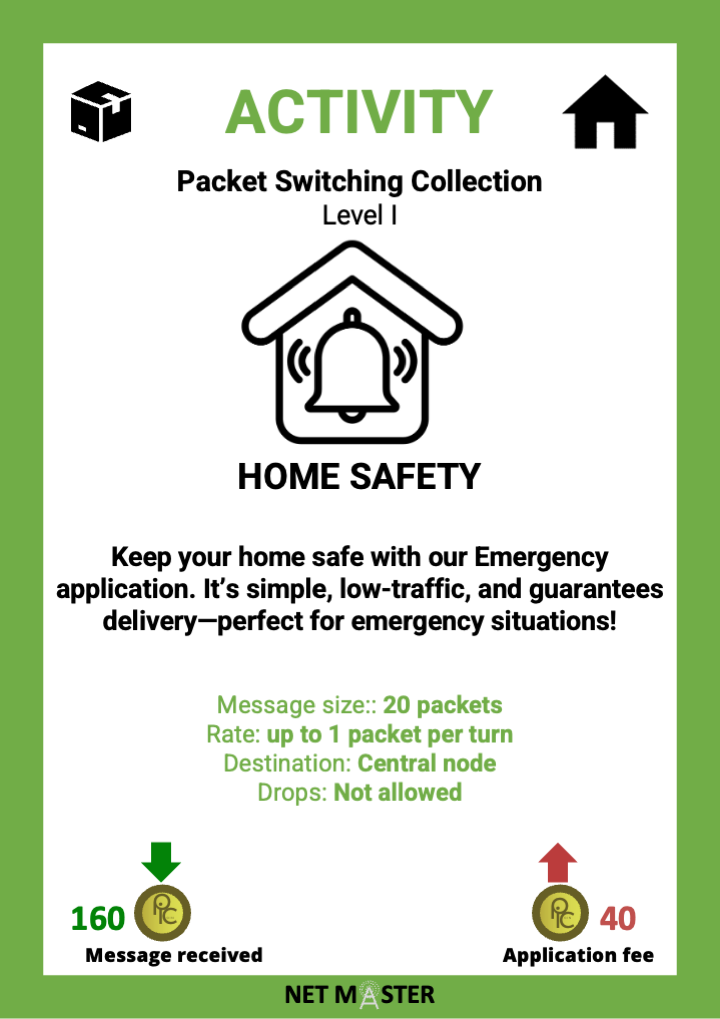 ACTIVITY
Packet Switching Collection
Level I
HOME SAFETY
Keep your home safe with our Emergency
application. It’s simple, low-traffic, and guarantees
delivery—perfect for emergency situations!
Message size:: 20 packets
Rate: up to 1 packet per turn
Destination: Central node
Drops: Not allowed
160
40
Message received
Application fee
NET MASTER